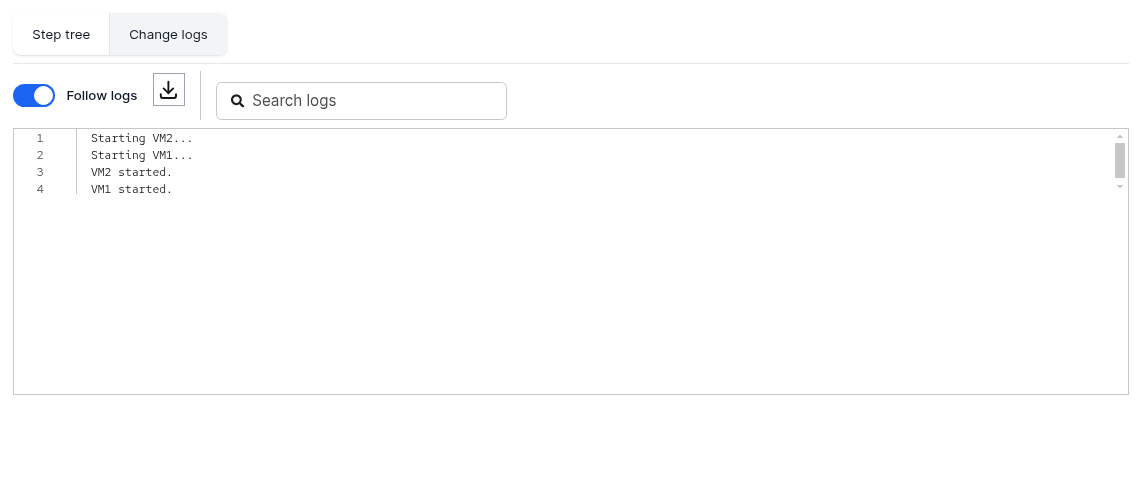 Step tree Change logs
Follow logs Search logs
1 Starting VM2...
2 Starting VM1...
3 VM2 started.
4 VM1 started.